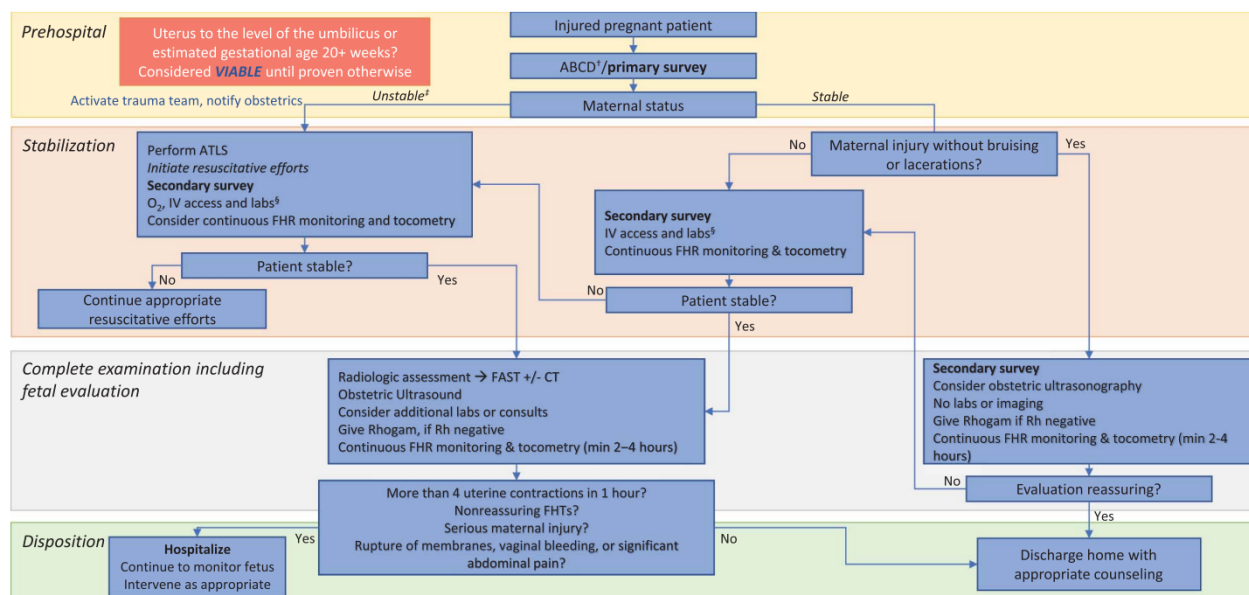 Prehospital
Uterus to the level of the umbilicus or
estimated gestational age 20+ weeks?
Considered VIABLE until proven otherwise
Injured pregnant patient
ABCD†/primary survey
Activate trauma team, notify obstetrics
Unstable‡
Maternal status
Stable
Stabilization
Perform ATLS
Initiate resuscitative efforts
Secondary survey
O₂, IV access and labs§
Consider continuous FHR monitoring and tocometry
No
Maternal injury without bruising
or lacerations?
Yes
Secondary survey
IV access and labs§
Continuous FHR monitoring & tocometry
Patient stable?
No
Yes
Continue appropriate
resuscitative efforts
No
Patient stable?
Yes
Complete examination including
fetal evaluation
Radiologic assessment → FAST +/- CT
Obstetric Ultrasound
Consider additional labs or consults
Give Rhogam, if Rh negative
Continuous FHR monitoring & tocometry (min 2–4 hours)
Secondary survey
Consider obstetric ultrasonography
No labs or imaging
Give Rhogam if Rh negative
Continuous FHR monitoring & tocometry (min 2-4
hours)
No
Evaluation reassuring?
Yes
More than 4 uterine contractions in 1 hour?
Nonreassuring FHTs?
Serious maternal injury?
Rupture of membranes, vaginal bleeding, or significant
abdominal pain?
Disposition
Yes
No
Hospitalize
Continue to monitor fetus
Intervene as appropriate
Discharge home with
appropriate counseling